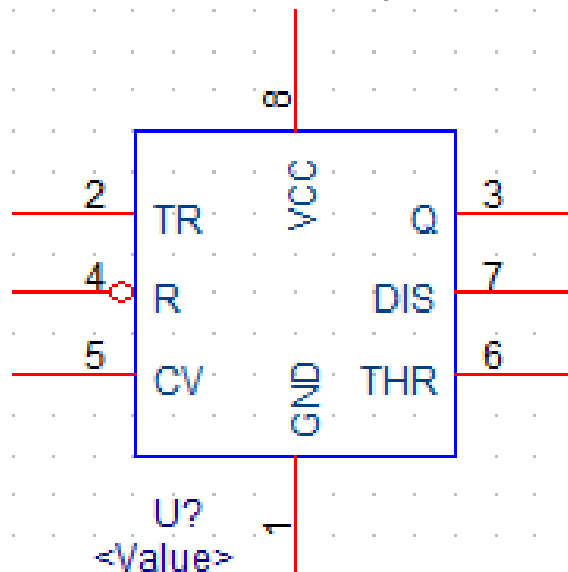 8
VCC
2 TR Q 3
4 R DIS 7
5 CV THR 6
GND
1
U?
<Value>